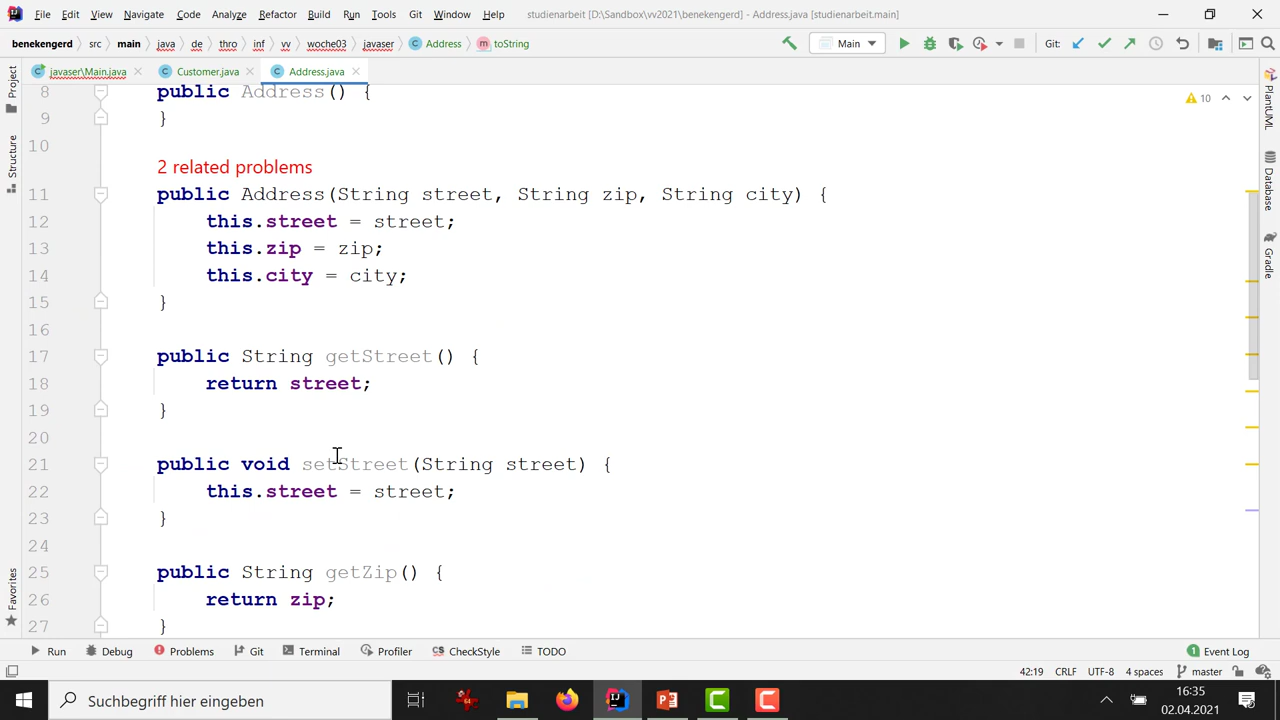 File Edit View Navigate Code Analyze Refactor Build Run Tools Git Window Help studienarbeit [D:\Sandbox\vv2021\benekengerd] - Address.java [studienarbeit.main]
benekengerd src main java de thro inf vv woche03 javaser Address toString Main Git:
javaser\Main.java Customer.java Address.java
Project
Structure
Favorites
PlantUML
Database
Gradle
10
8 public Address() {
9 }
10
2 related problems
11 public Address(String street, String zip, String city) {
12 this.street = street;
13 this.zip = zip;
14 this.city = city;
15 }
16
17 public String getStreet() {
18 return street;
19 }
20
21 public void setStreet(String street) {
22 this.street = street;
23 }
24
25 public String getZip() {
26 return zip;
27 }
Run Debug Problems Git Terminal Profiler CheckStyle TODO 1 Event Log
42:19 CRLF UTF-8 4 spaces master
Suchbegriff hier eingeben
16:35
02.04.2021